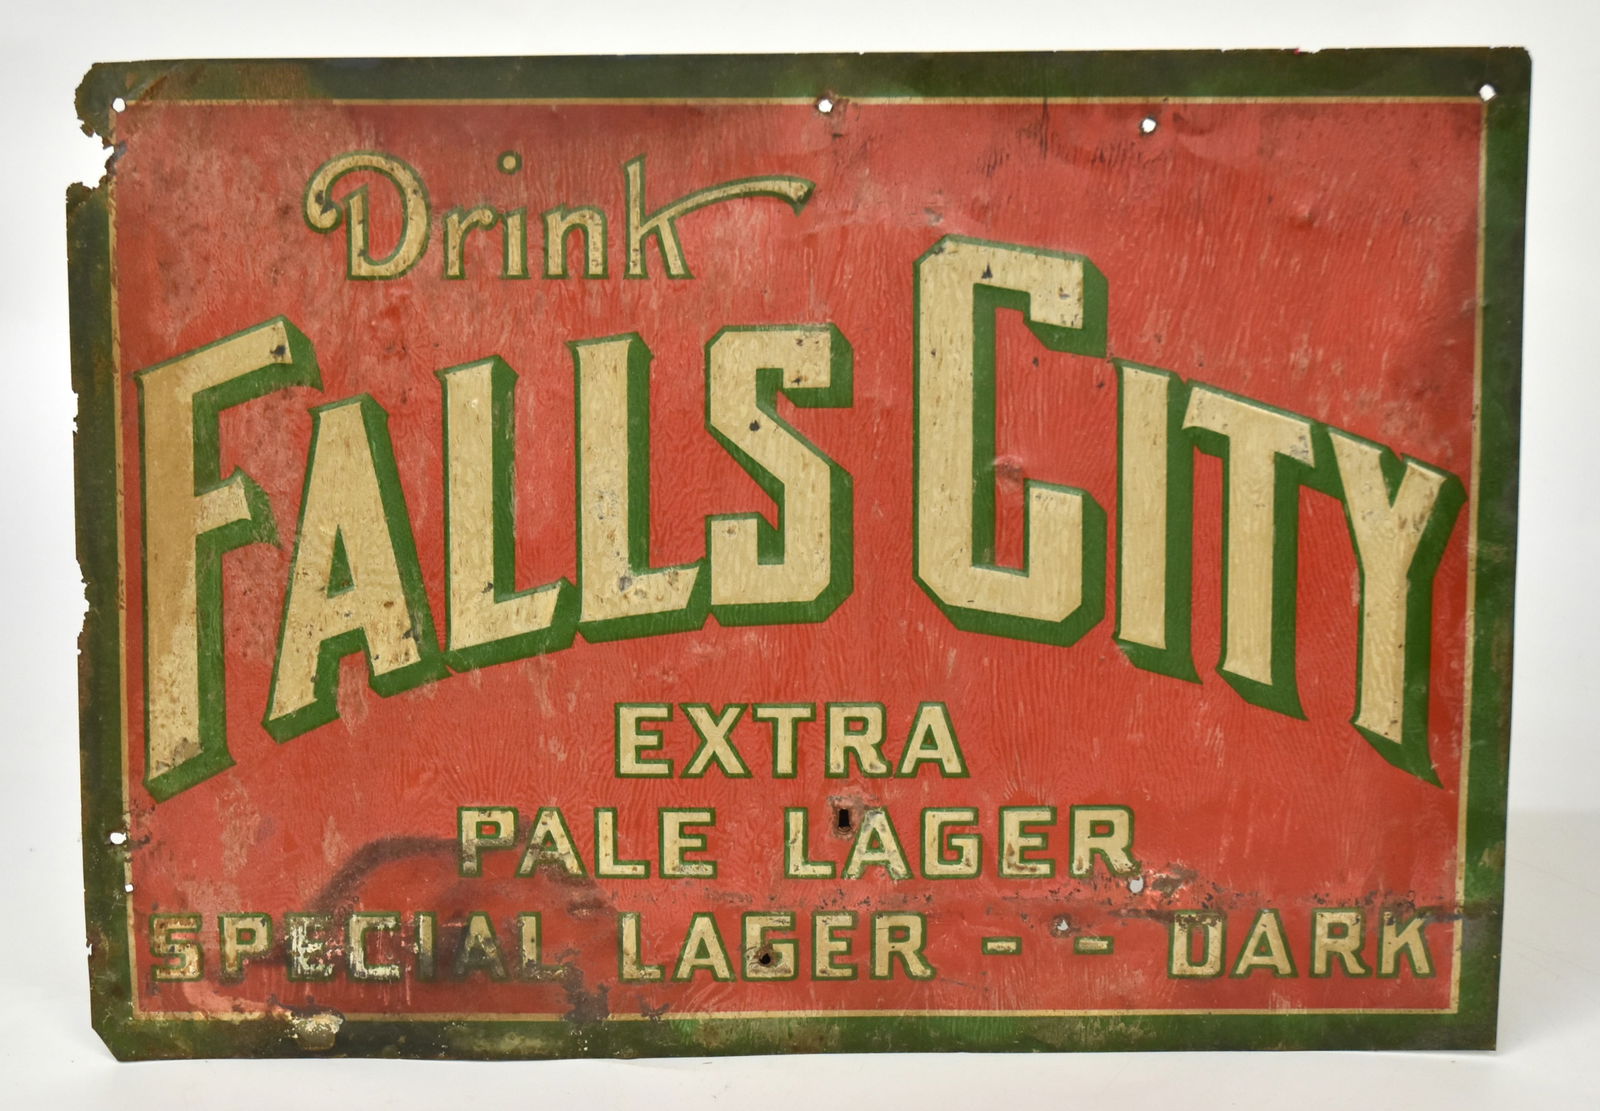 Drink
FALLS CITY
EXTRA
PALE LAGER
SPECIAL LAGER - - DARK